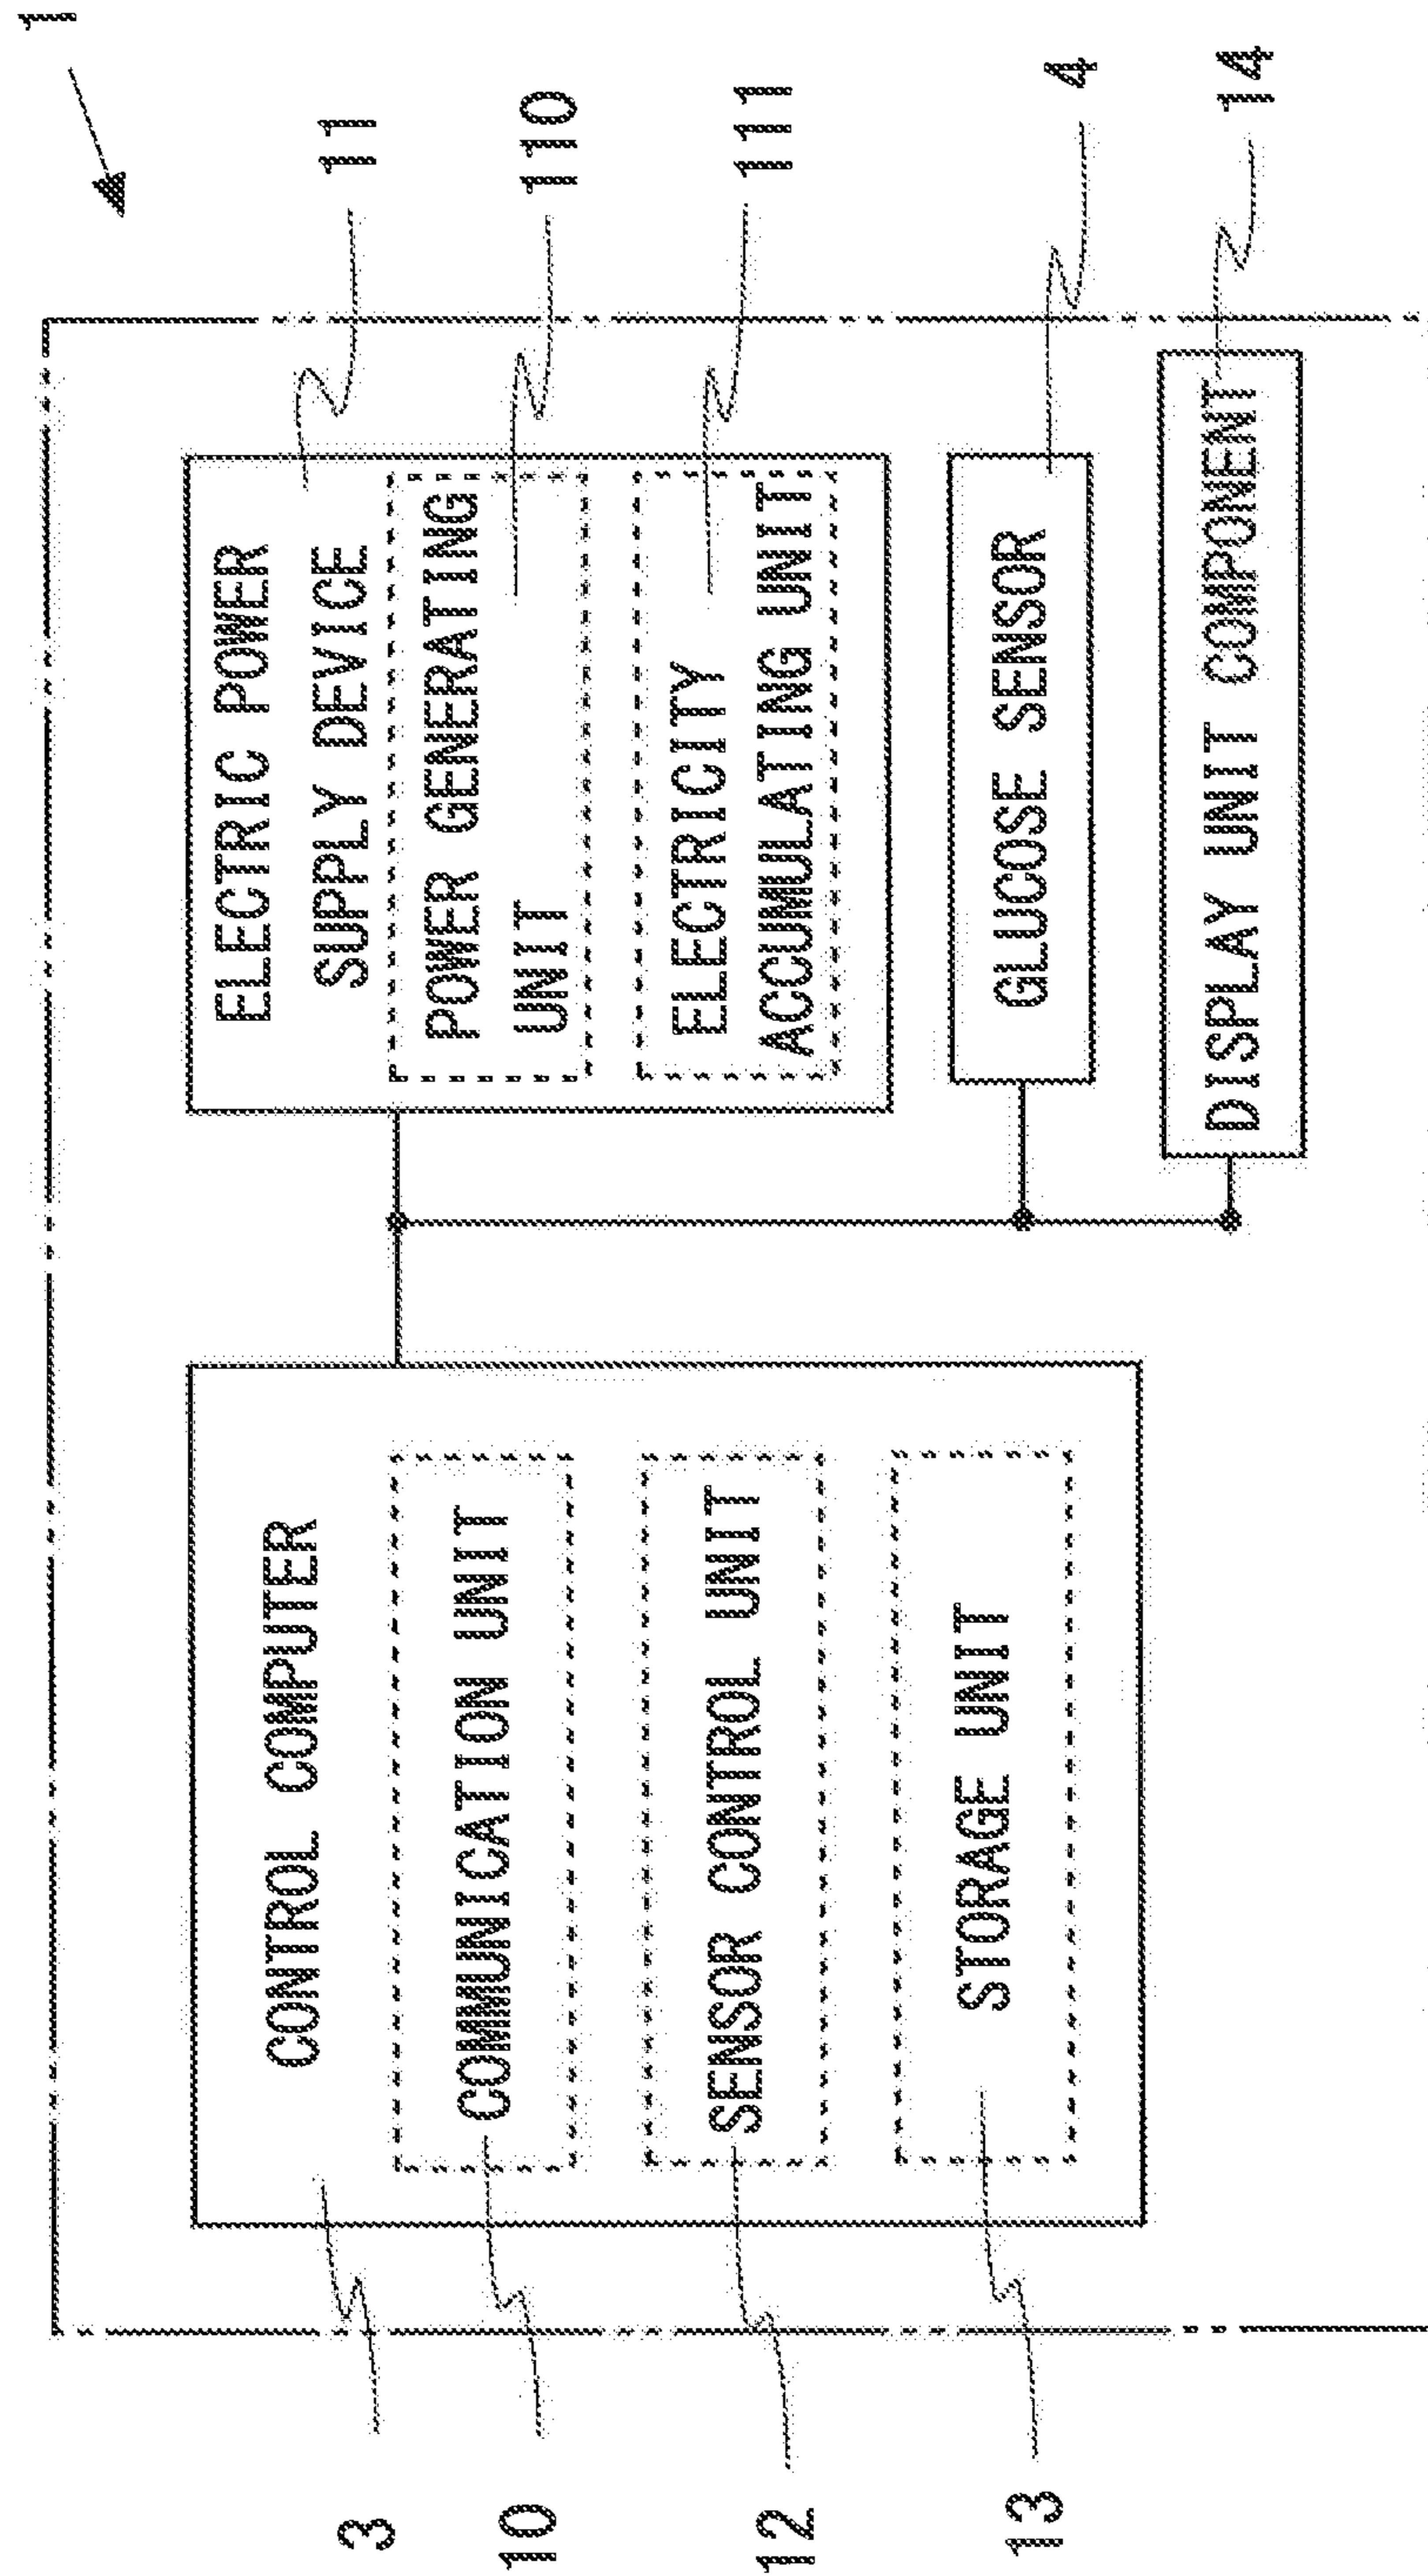 1
CONTROL COMPUTER
3
COMMUNICATION UNIT
10
SENSOR CONTROL UNIT
12
STORAGE UNIT
13
ELECTRIC POWER
SUPPLY DEVICE
11
POWER GENERATING
UNIT
110
ELECTRICITY
ACCUMULATING UNIT
111
GLUCOSE SENSOR
4
DISPLAY UNIT COMPONENT
14